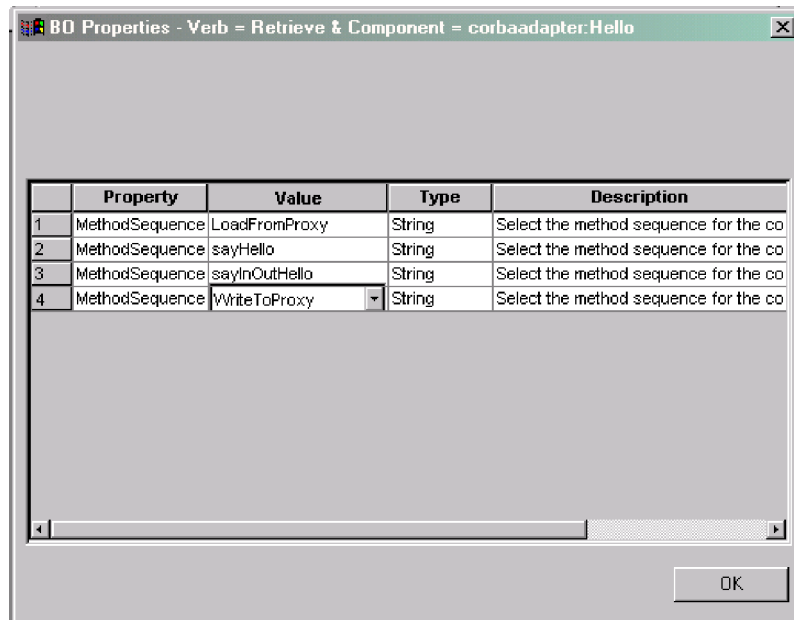 BO Properties - Verb = Retrieve & Component = corbaadapter:Hello
Property Value Type Description
1 MethodSequence LoadFromProxy String Select the method sequence for the co
2 MethodSequence sayHello String Select the method sequence for the co
3 MethodSequence sayInOutHello String Select the method sequence for the co
4 MethodSequence WriteToProxy String Select the method sequence for the co
OK